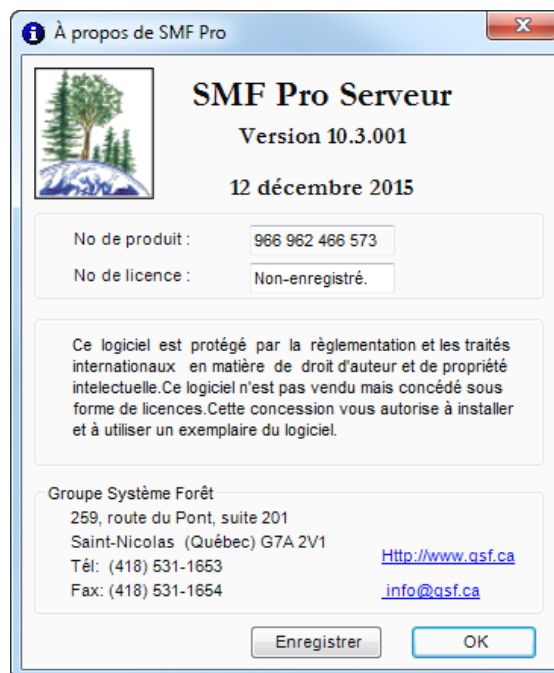 À propos de SMF Pro
SMF Pro Serveur
Version 10.3.001
12 décembre 2015
No de produit :
966 962 466 573
No de licence :
Non-enregistré.
Ce logiciel est protégé par la règlementation et les traités
internationaux en matière de droit d'auteur et de propriété
intelectuelle.Ce logiciel n'est pas vendu mais concédé sous
forme de licences.Cette concession vous autorise à installer
et à utiliser un exemplaire du logiciel.
Groupe Système Forêt
259, route du Pont, suite 201
Saint-Nicolas (Québec) G7A 2V1
Tél: (418) 531-1653
Fax: (418) 531-1654
Http://www.gsf.ca
info@gsf.ca
Enregistrer
OK